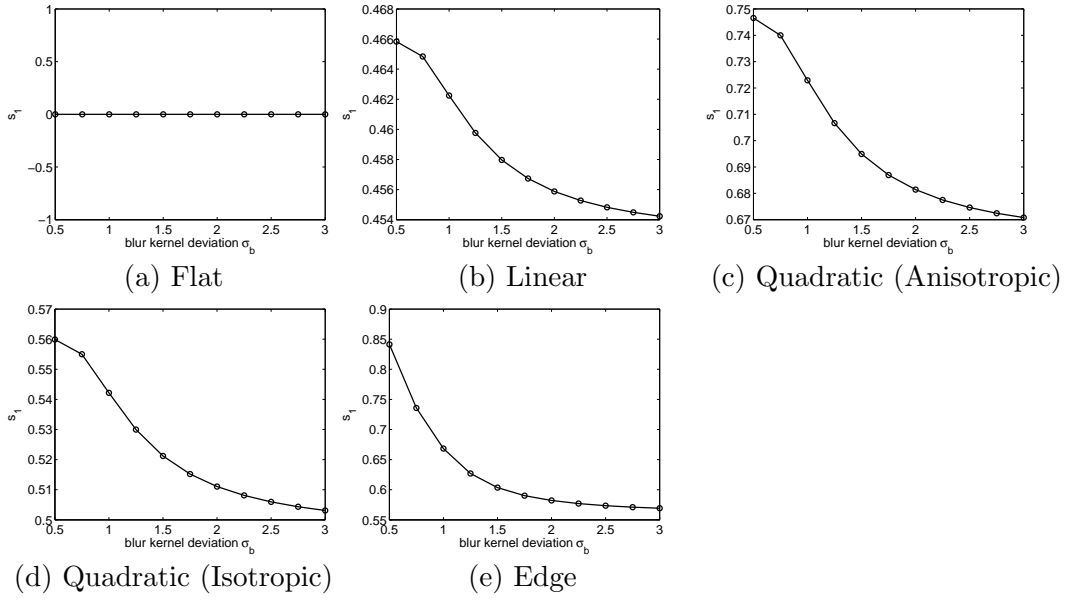 1
0.5
0
−0.5
−1
s1
0.5 1 1.5 2 2.5 3
blur kernel deviation σb
(a) Flat
0.468
0.466
0.464
0.462
0.46
0.458
0.456
0.454
s1
0.5 1 1.5 2 2.5 3
blur kernel deviation σb
(b) Linear
0.75
0.74
0.73
0.72
0.71
0.7
0.69
0.68
0.67
s1
0.5 1 1.5 2 2.5 3
blur kernel deviation σb
(c) Quadratic (Anisotropic)
0.57
0.56
0.55
0.54
0.53
0.52
0.51
0.5
s1
0.5 1 1.5 2 2.5 3
blur kernel deviation σb
(d) Quadratic (Isotropic)
0.9
0.85
0.8
0.75
0.7
0.65
0.6
0.55
s1
0.5 1 1.5 2 2.5 3
blur kernel deviation σb
(e) Edge